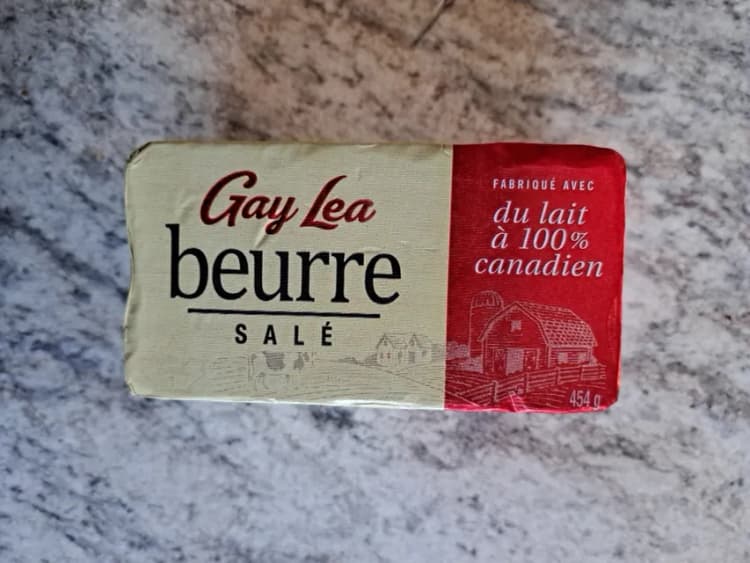 Gay Lea
beurre
SALÉ
FABRIQUÉ AVEC
du lait
à 100%
canadien
454 g